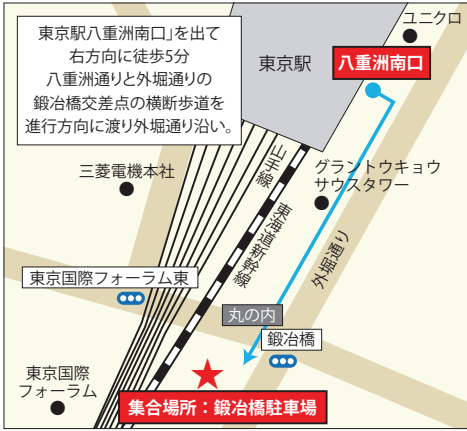 東京駅八重洲南口」を出て
右方向に徒歩5分
八重洲通りと外堀通りの
鍛冶橋交差点の横断歩道を
進行方向に渡り外堀通り沿い。
ユニクロ
東京駅
八重洲南口
三菱電機本社
山手線
グラントウキョウ
サウスタワー
東海道新幹線
外堀通り
東京国際フォーラム東
丸の内
鍛冶橋
東京国際
フォーラム
集合場所：鍛冶橋駐車場